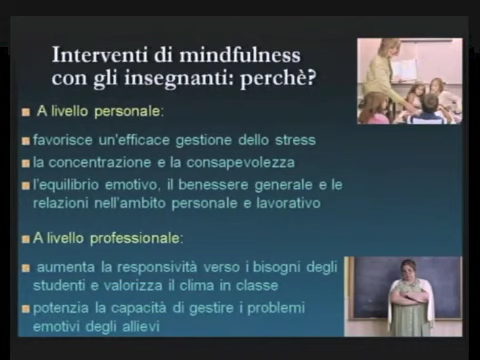 Interventi di mindfulness
con gli insegnanti: perchè?
A livello personale:
favorisce un'efficace gestione dello stress
la concentrazione e la consapevolezza
l'equilibrio emotivo, il benessere generale e le
relazioni nell'ambito personale e lavorativo
A livello professionale:
aumenta la responsività verso i bisogni degli
studenti e valorizza il clima in classe
potenzia la capacità di gestire i problemi
emotivi degli allievi